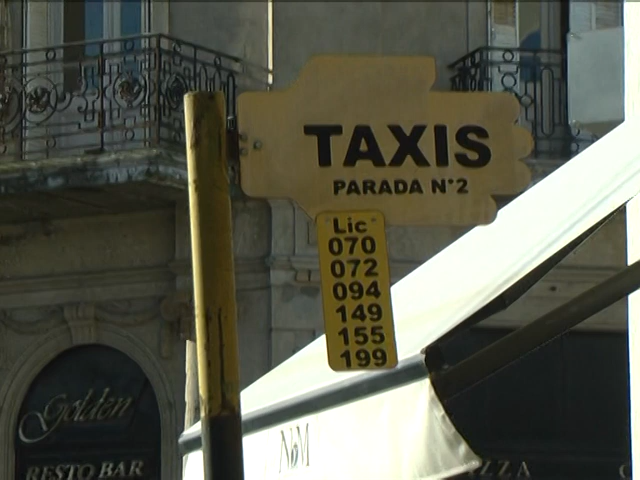 TAXIS
PARADA N°2
Lic
070
072
094
149
155
199
Golden
RESTO BAR